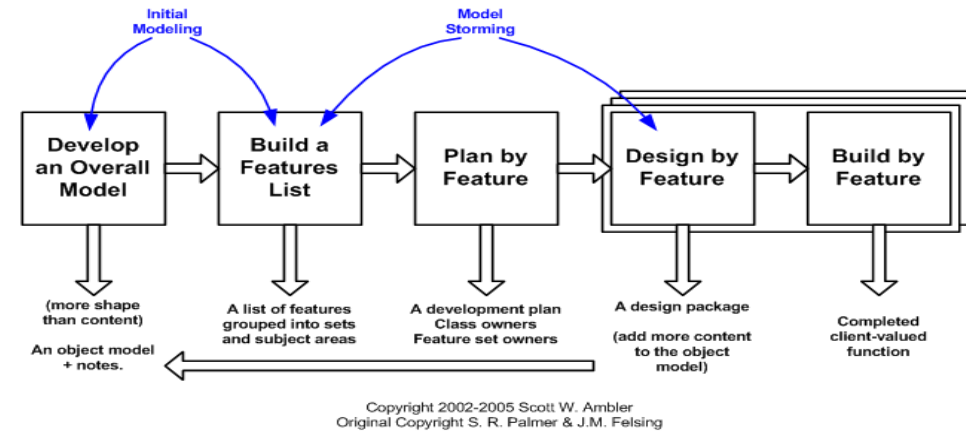 Initial
Modeling
Model
Storming
Develop
an Overall
Model
Build a
Features
List
Plan by
Feature
Design by
Feature
Build by
Feature
(more shape
than content)
An object model
+ notes.
A list of features
grouped into sets
and subject areas
A development plan
Class owners
Feature set owners
A design package
(add more content
to the object
model)
Completed
client-valued
function
Copyright 2002-2005 Scott W. Ambler
Original Copyright S. R. Palmer & J.M. Felsing